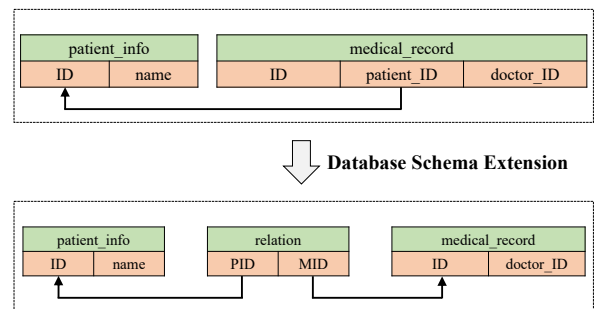 patient_info medical_record
ID name ID patient_ID doctor_ID
Database Schema Extension
patient_info relation medical_record
ID name PID MID ID doctor_ID